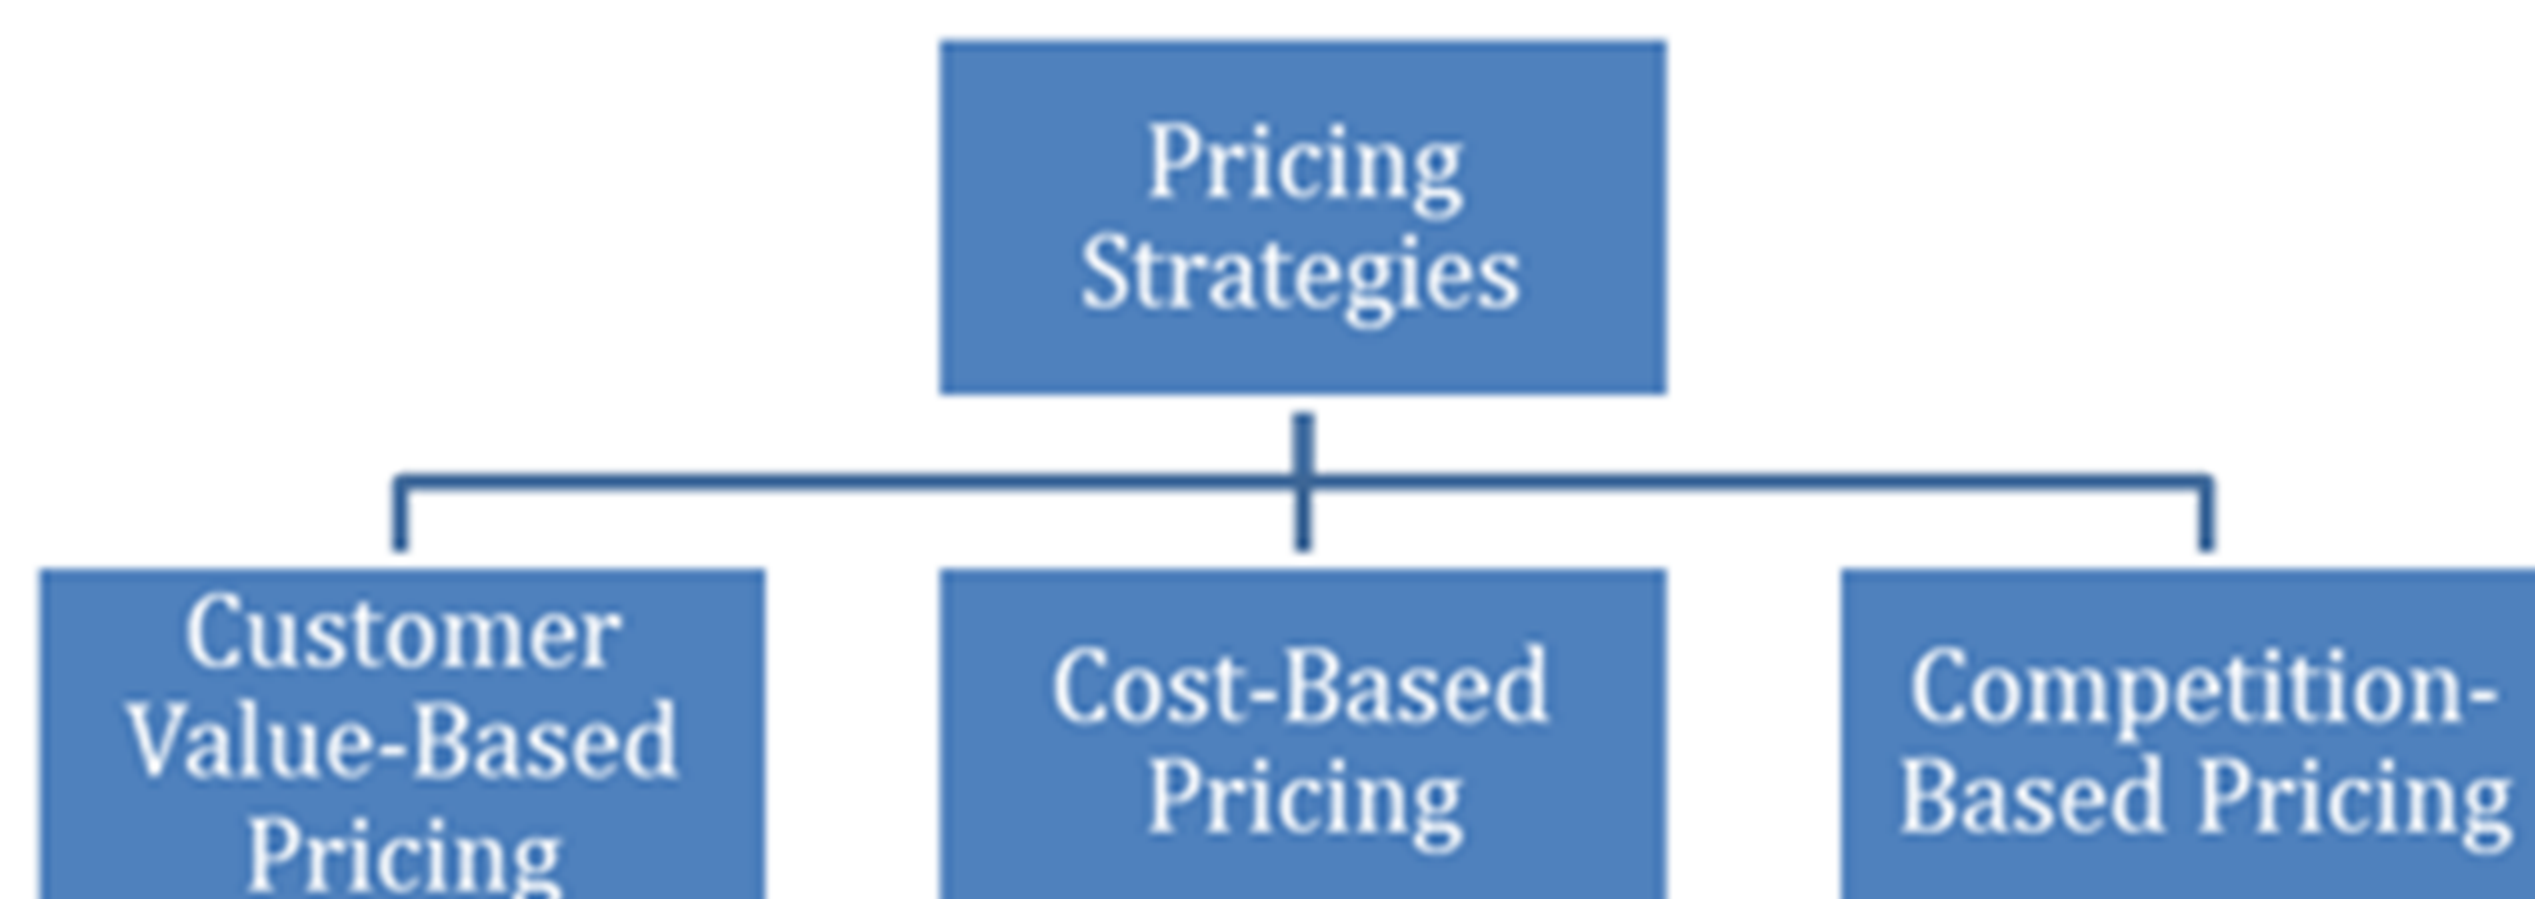 Pricing
Strategies
Customer
Value-Based
Pricing
Cost-Based
Pricing
Competition-
Based Pricing